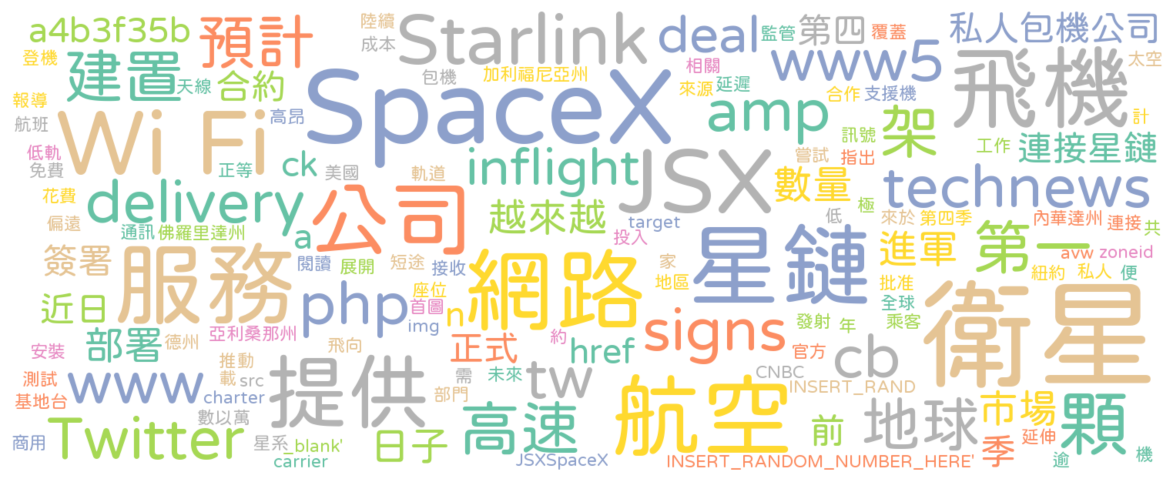 a4b3f35b
預計
陸續
成本
Starlink
deal
監管
第四
覆蓋
私人包機公司
登機
建置
天線
合約
包機
加利福尼亞州
相關
來源
延遲
www5
合作
支援機
飛機
太空
報導
航班
Wi Fi
高昂
SpaceX
amp
訊號
架
計
工作
連接星鏈
低軌
免費
正等
ck
美國
軌道
inflight
JSX
嘗試
指出
數量
technews
花費
偏遠
delivery
公司
越來越
target
投入
低
極
來於
第四季
內華達州
連接
共
通訊
佛羅里達州
a
簽署
服務
閱讀
展開
短途
接收
網路
家
地區
星鏈
進軍
第一
avw
zoneid
批准
紐約
私人
便
近日
php
座位
首圖
img
n
全球
乘客
衛星
部署
德州
亞利桑那州
飛向
正式
約
signs
發射
年
安裝
推動
載
href
官方
cb
測試
基地台
www
src
charter
提供
需
部門
未來
tw
CNBC
INSERT_RAND
航空
地球
市場
顆
數以萬
商用
Twitter
星系
_blank'
carrier
日子
高速
JSXSpaceX
前
季
延伸
INSERT_RANDOM_NUMBER_HERE'
逾
機